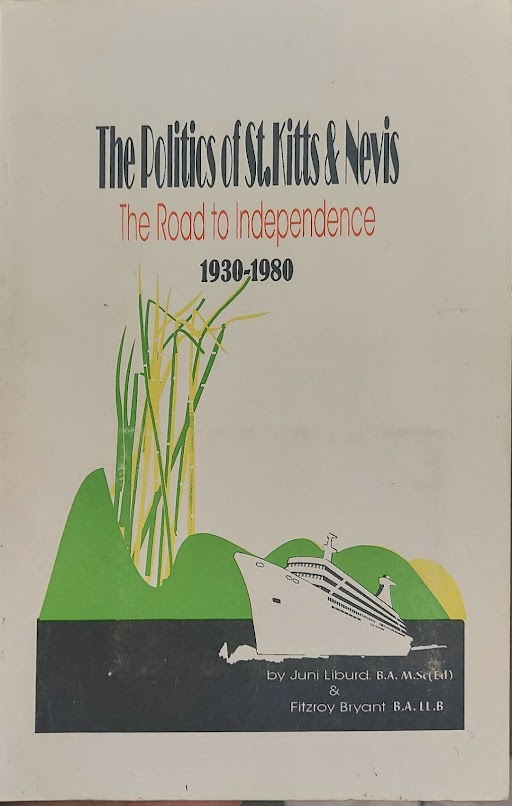 The Politics of St. Kitts & Nevis
The Road to Independence
1930-1980
by Juni Liburd. B.A. M.Sc(Ed)
&
Fitzroy Bryant B.A. LL.B